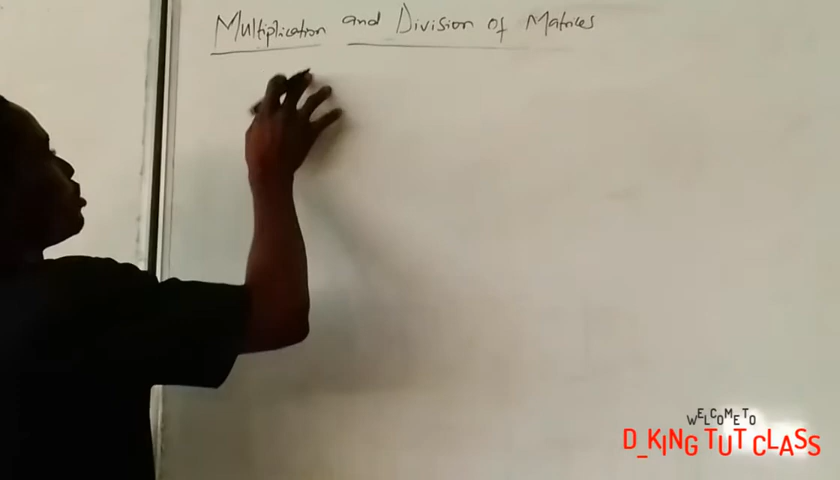 Multiplication and Division of Matrices
WELCOME TO
D_KING TUT CLASS